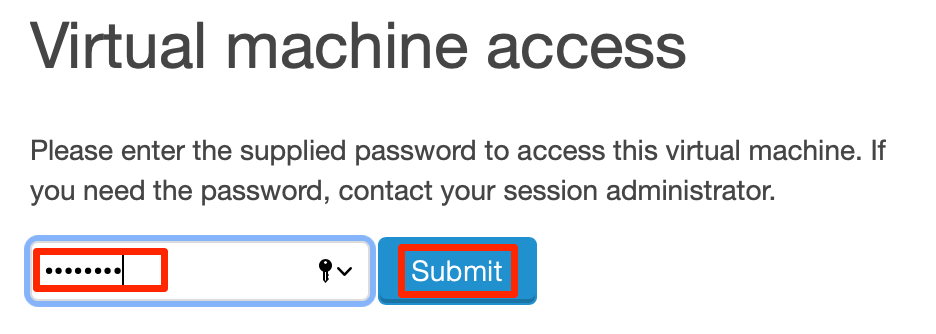 Virtual machine access
Please enter the supplied password to access this virtual machine. If
you need the password, contact your session administrator.
••••••••
Submit